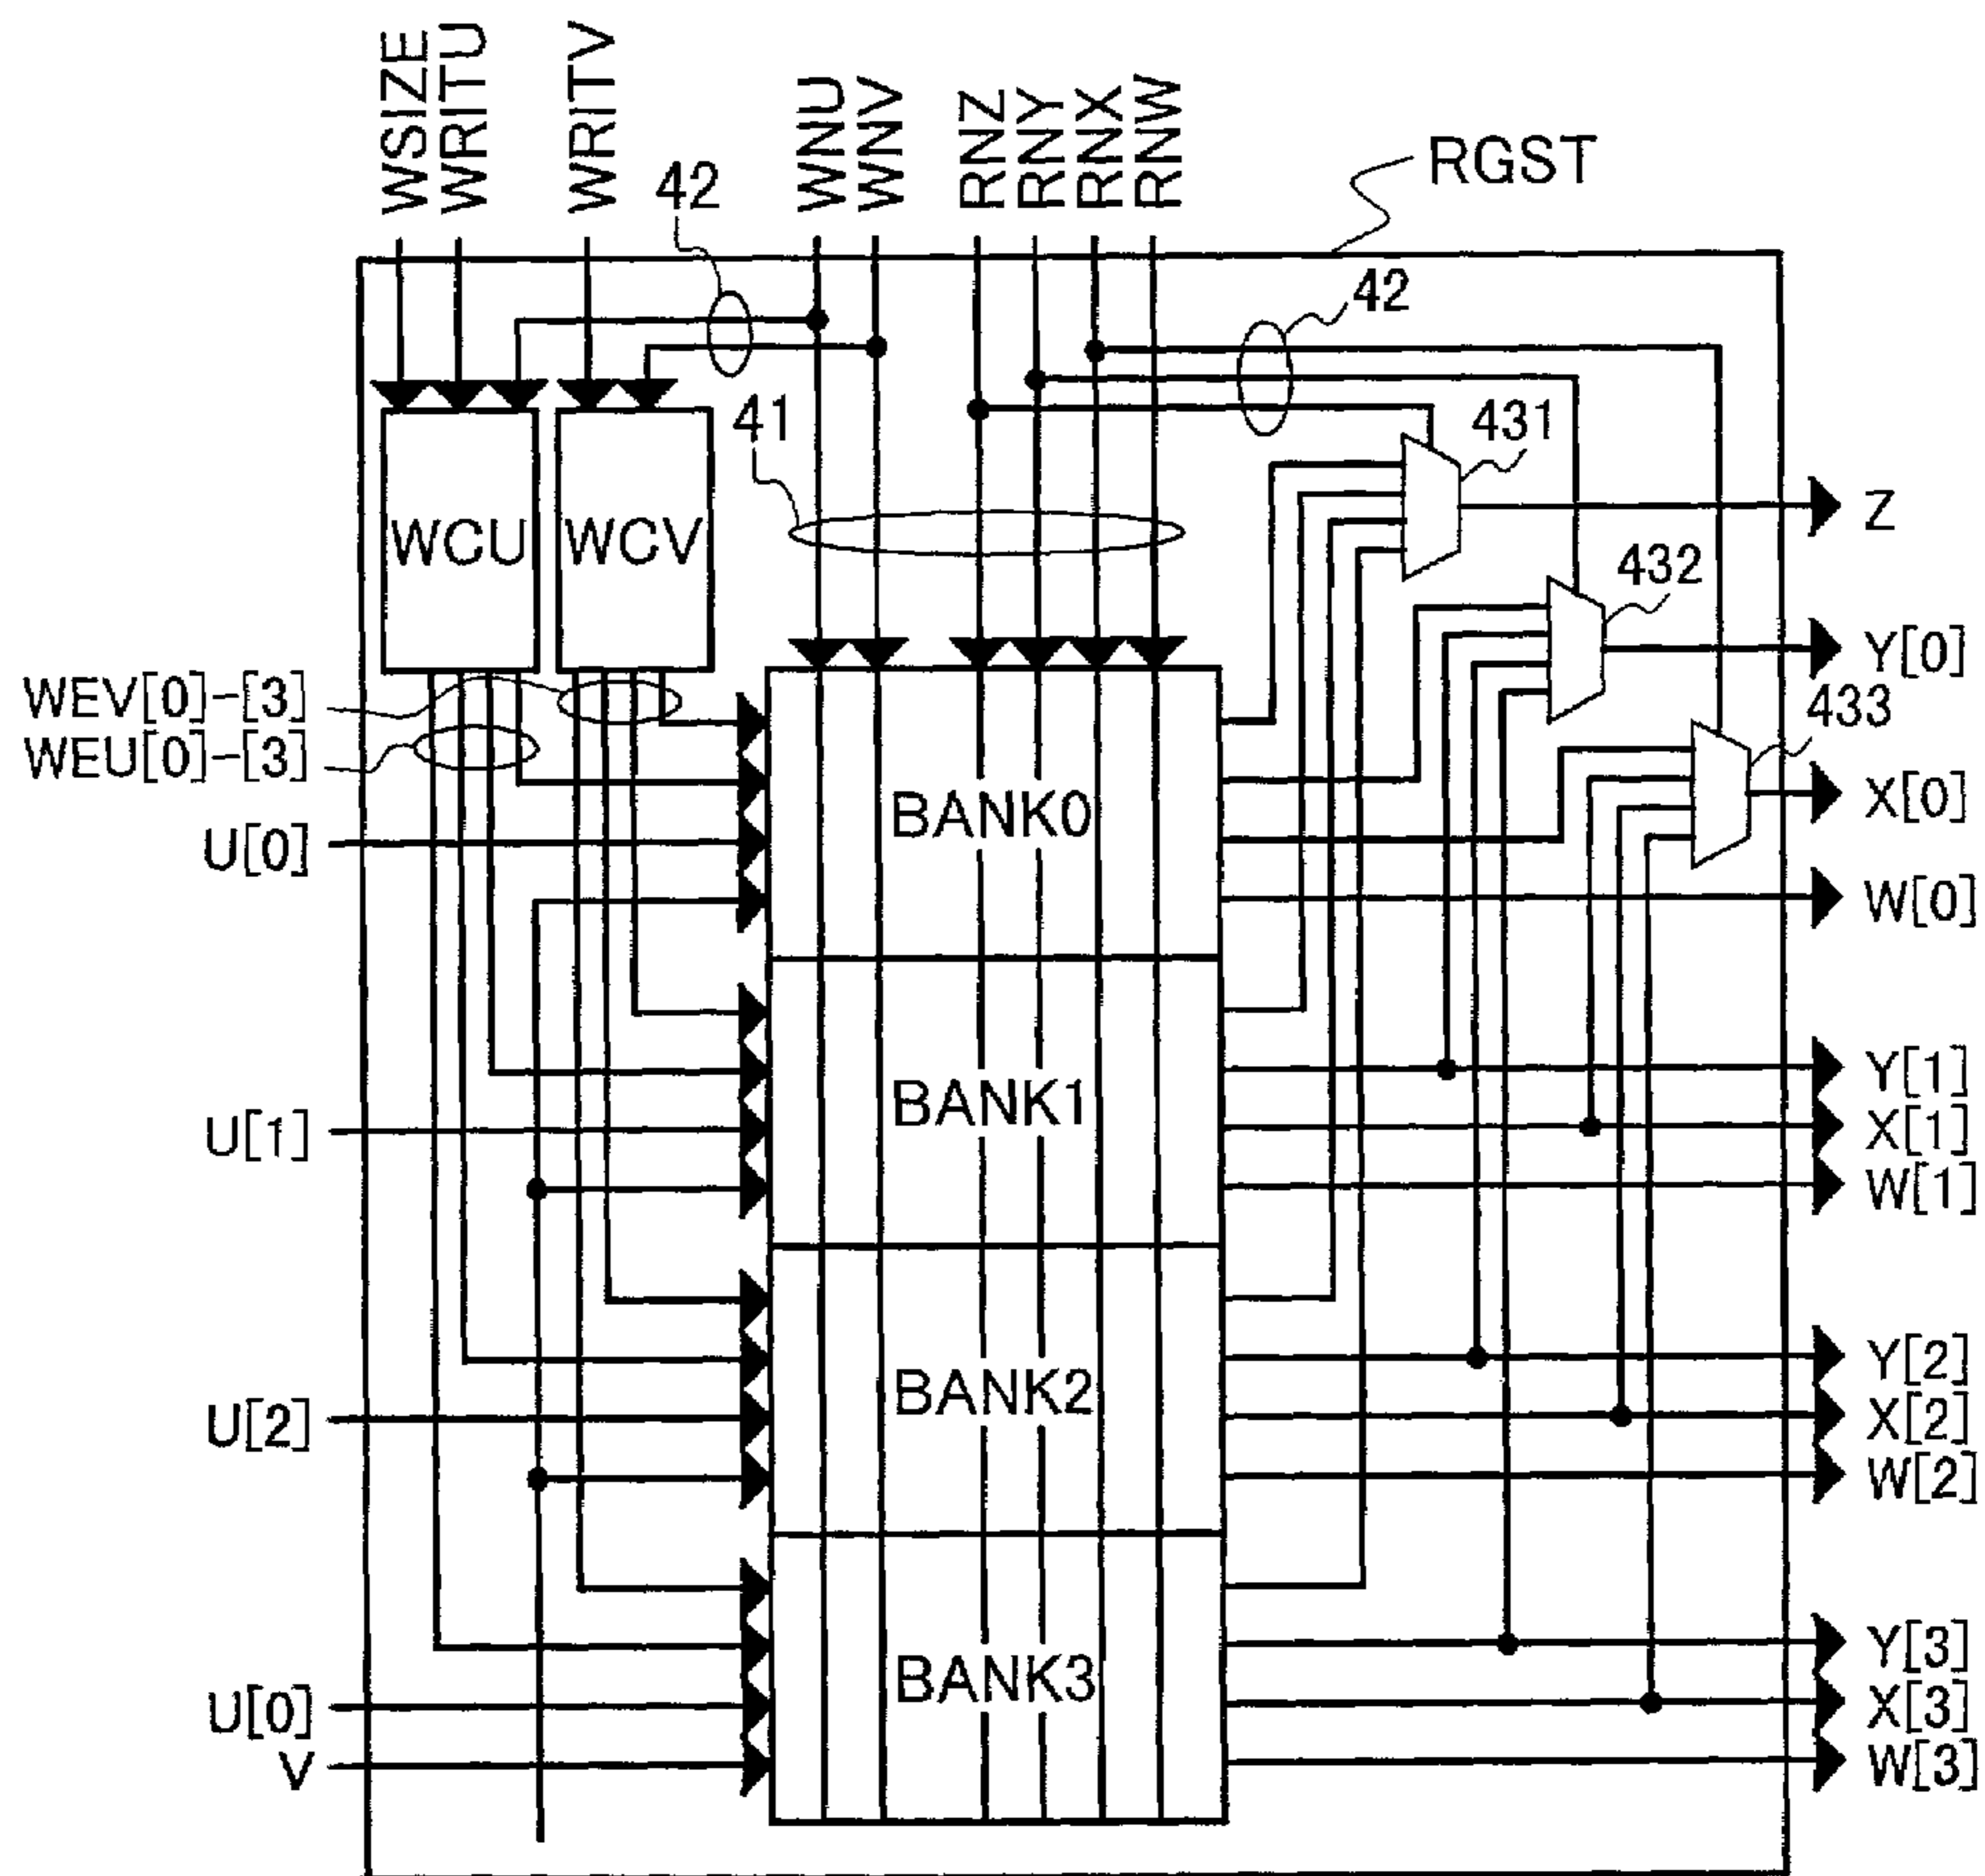 WSIZE
WRITU
WRITV
WNU
WNV
RNZ
RNY
RNX
RNW
RGST
42
42
41
431
WCU
WCV
Z
432
Y[0]
WEV[0]-[3]
433
WEU[0]-[3]
X[0]
BANK0
U[0]
W[0]
Y[1]
BANK1
U[1]
X[1]
W[1]
Y[2]
BANK2
U[2]
X[2]
W[2]
Y[3]
BANK3
U[0]
X[3]
V
W[3]